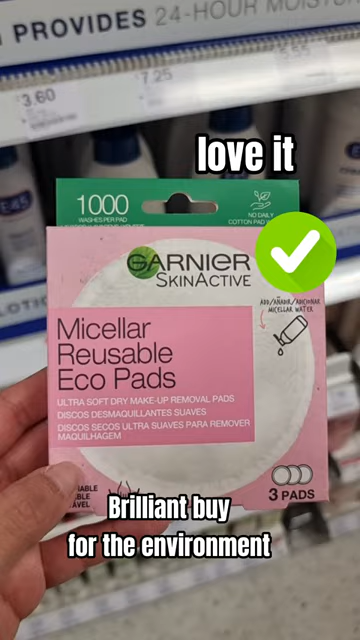 PROVIDES 24-HOUR MOISTU
3.60
7.25
love it
1000
WASHES PER PAD
NO DAILY
COTTON PAD
E45
GARNIER
SKINACTIVE
ADD/AÑADIR/ADICIONAR
MICELLAR WATER
Micellar
Reusable
Eco Pads
ULTRA SOFT DRY MAKE-UP REMOVAL PADS
DISCOS DESMAQUILLANTES SUAVES
DISCOS SECOS ULTRA SUAVES PARA REMOVER
MAQUILHAGEM
3 PADS
Brilliant buy
for the environment